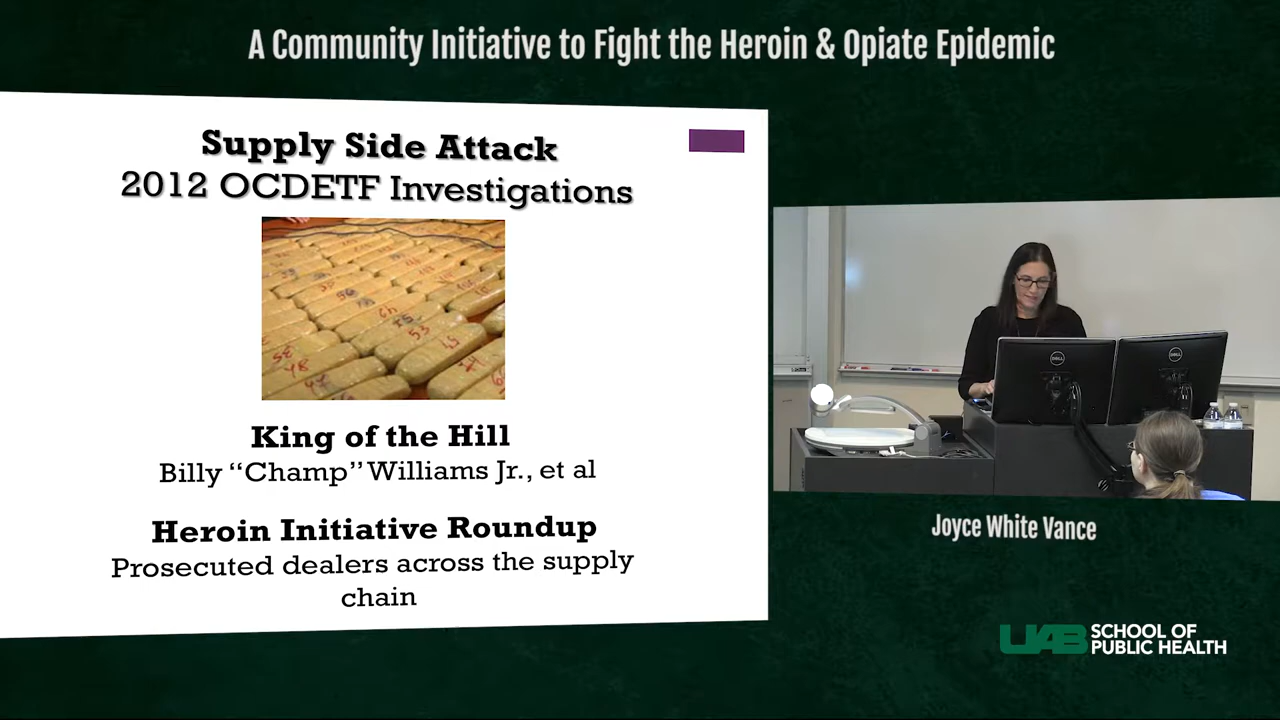 A Community Initiative to Fight the Heroin & Opiate Epidemic
Supply Side Attack
2012 OCDETF Investigations
King of the Hill
Billy “Champ” Williams Jr., et al
Heroin Initiative Roundup
Prosecuted dealers across the supply
chain
DELL
DELL
Joyce White Vance
UAB SCHOOL OF
PUBLIC HEALTH